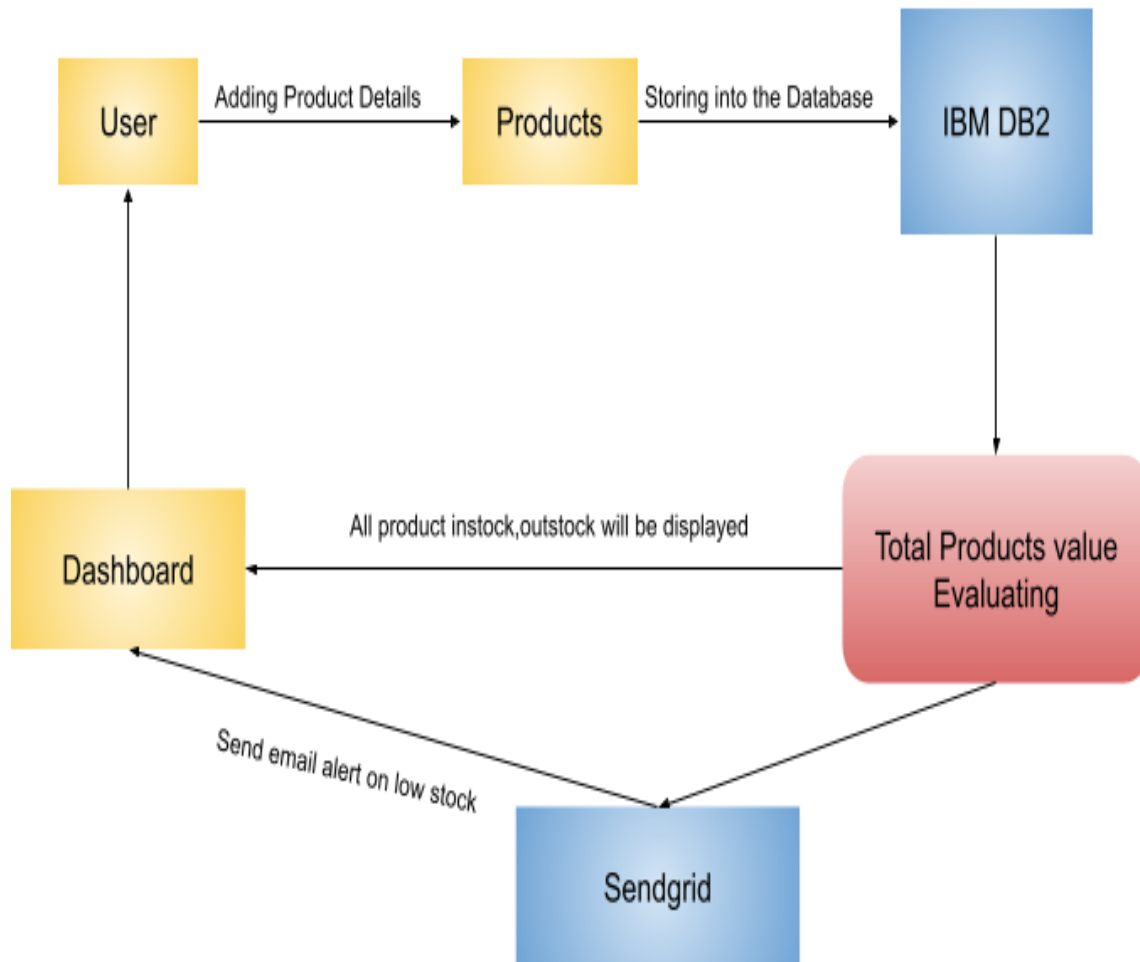 User
Adding Product Details
Products
Storing into the Database
IBM DB2
All product instock,outstock will be displayed
Total Products value
Evaluating
Dashboard
Send email alert on low stock
Sendgrid